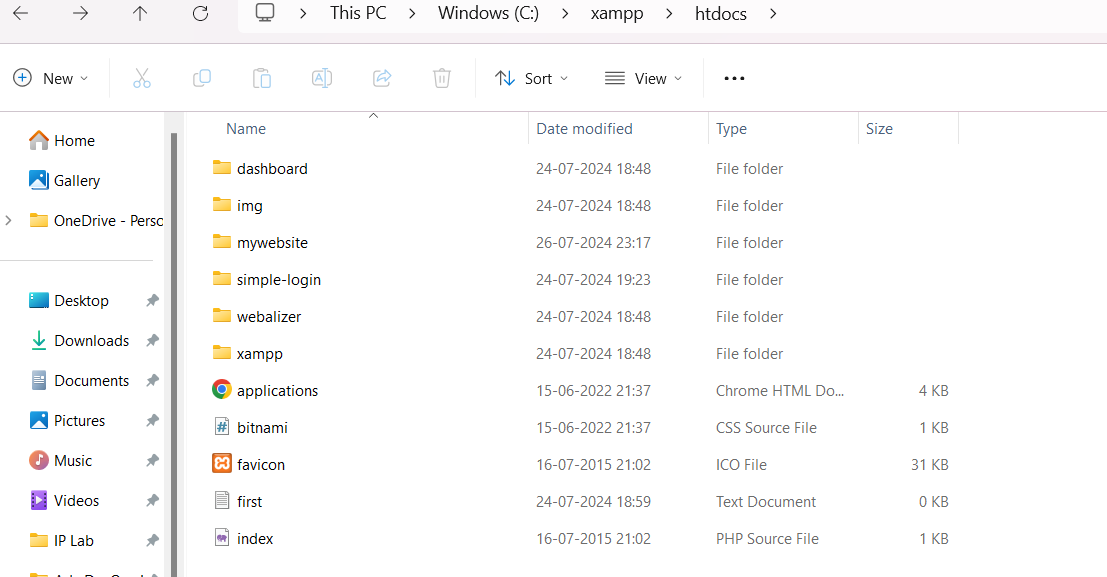 This PC > Windows (C:) > xampp > htdocs >
New Sort View ...
Name Date modified Type Size
Home
Gallery
OneDrive - Perso
Desktop
Downloads
Documents
Pictures
Music
Videos
IP Lab
dashboard 24-07-2024 18:48 File folder
img 24-07-2024 18:48 File folder
mywebsite 26-07-2024 23:17 File folder
simple-login 24-07-2024 19:23 File folder
webalizer 24-07-2024 18:48 File folder
xampp 24-07-2024 18:48 File folder
applications 15-06-2022 21:37 Chrome HTML Do... 4 KB
bitnami 15-06-2022 21:37 CSS Source File 1 KB
favicon 16-07-2015 21:02 ICO File 31 KB
first 24-07-2024 18:59 Text Document 0 KB
index 16-07-2015 21:02 PHP Source File 1 KB